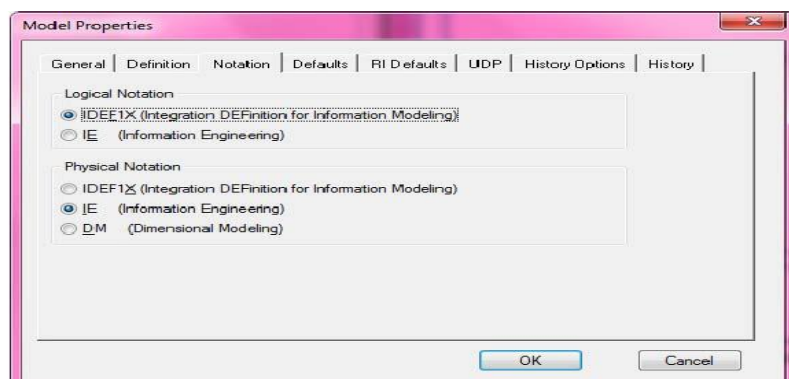 Model Properties
General Definition Notation Defaults RI Defaults UDP History Options History
Logical Notation
IDEF1X (Integration DEFinition for Information Modeling)
IE (Information Engineering)
Physical Notation
IDEF1X (Integration DEFinition for Information Modeling)
IE (Information Engineering)
DM (Dimensional Modeling)
OK Cancel